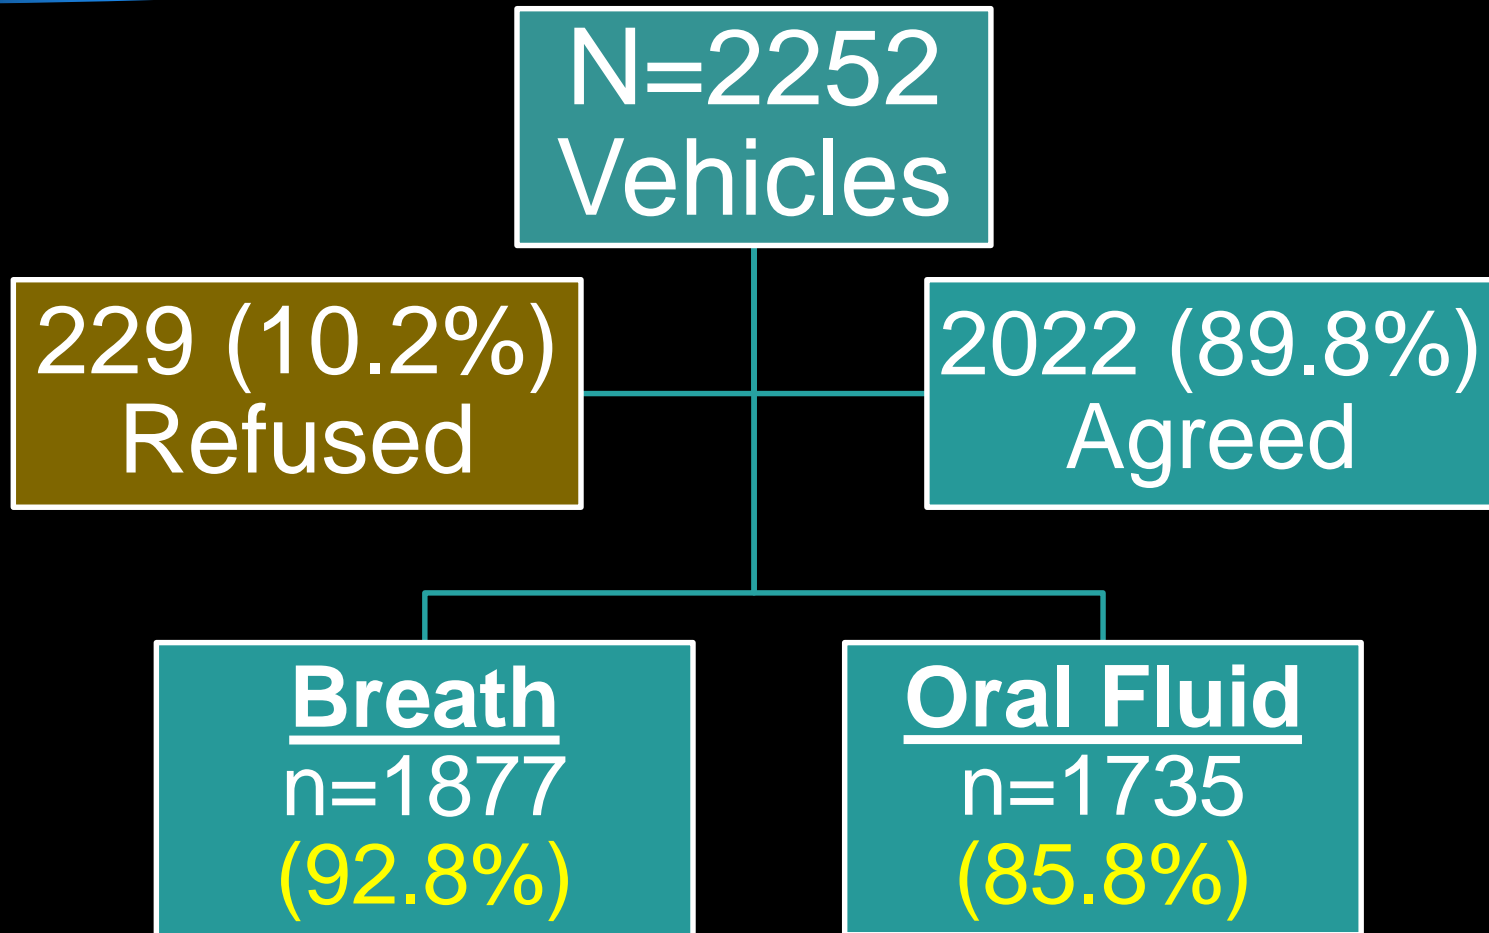 N=2252
Vehicles
229 (10.2%)
Refused
2022 (89.8%)
Agreed
Breath
n=1877
(92.8%)
Oral Fluid
n=1735
(85.8%)